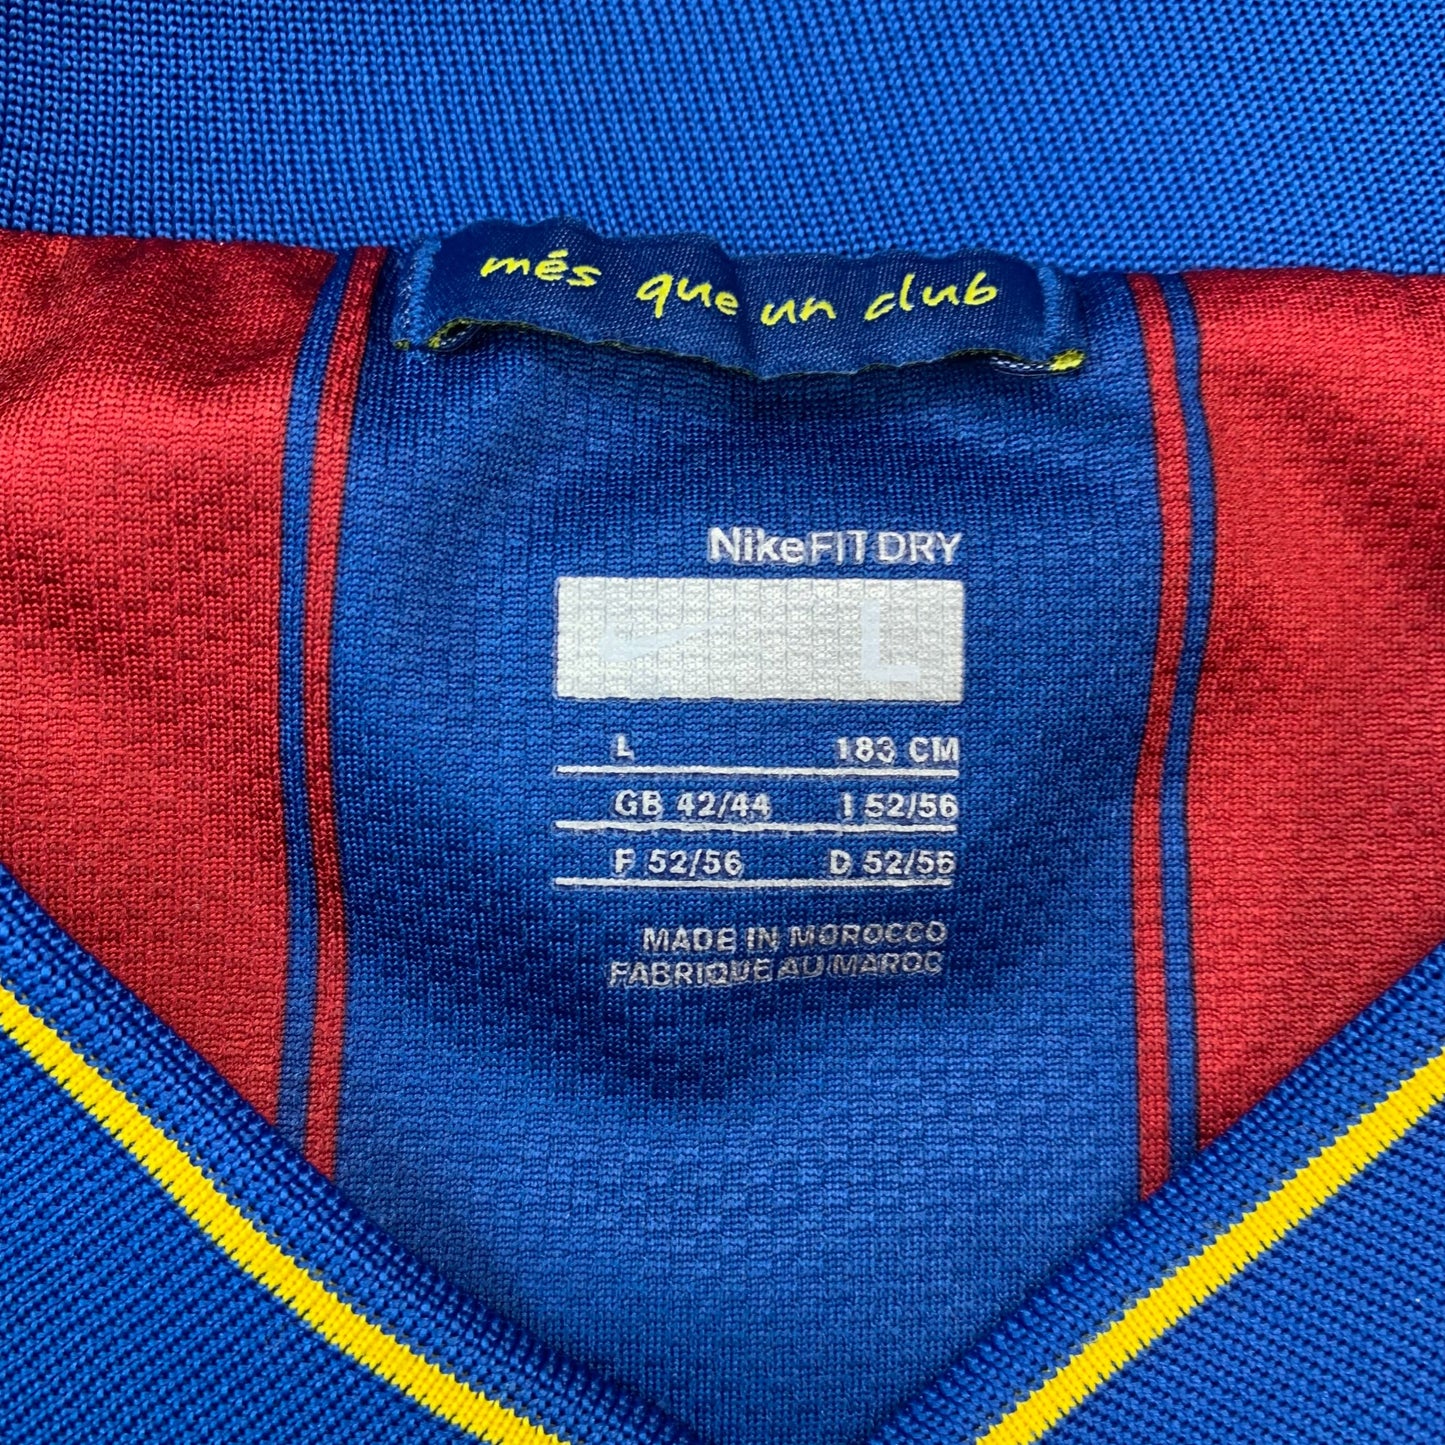 més que un club
NikeFIT DRY
L
L 183 CM
GB 42/44 I 52/56
F 52/56 D 52/56
MADE IN MOROCCO
FABRIQUE AU MAROC